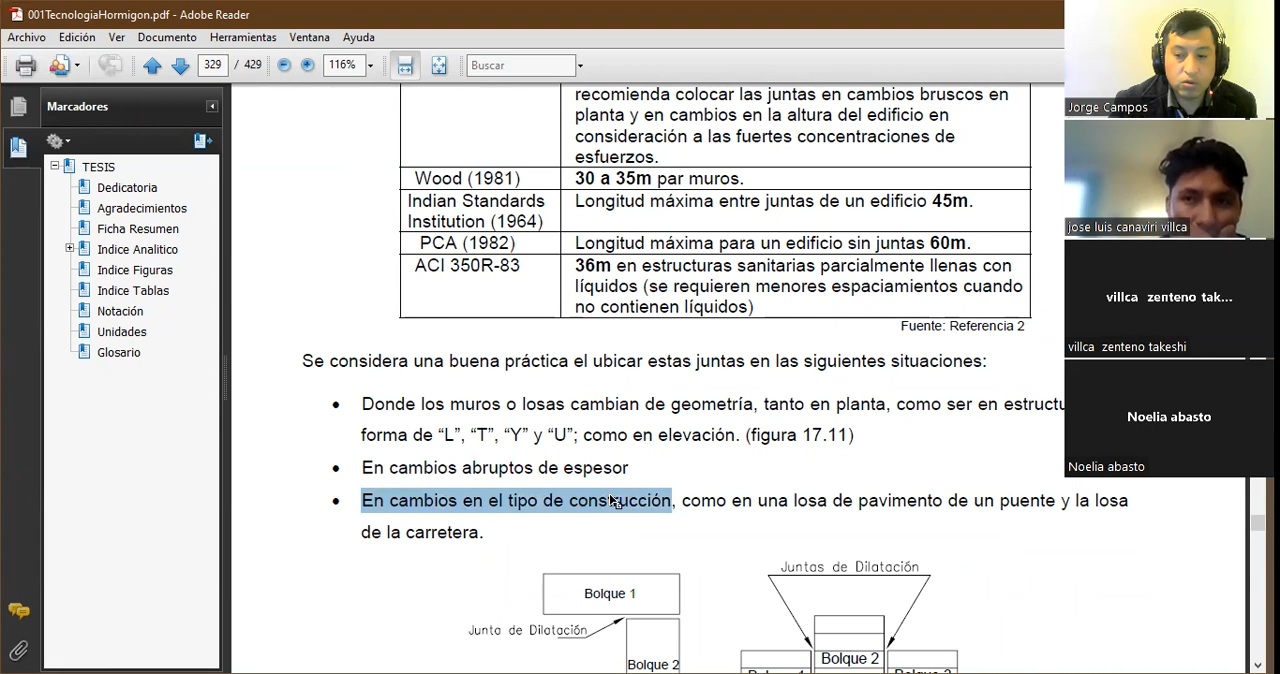 001TecnologiaHormigon.pdf - Adobe Reader
Archivo Edición Ver Documento Herramientas Ventana Ayuda
329 / 429 116% Buscar
Marcadores
TESIS
Dedicatoria
Agradecimientos
Ficha Resumen
Indice Analitico
Indice Figuras
Indice Tablas
Notación
Unidades
Glosario
recomienda colocar las juntas en cambios bruscos en
planta y en cambios en la altura del edificio en
consideración a las fuertes concentraciones de
esfuerzos.
Wood (1981) 30 a 35m par muros.
Indian Standards Longitud máxima entre juntas de un edificio 45m.
Institution (1964)
PCA (1982) Longitud máxima para un edificio sin juntas 60m.
ACI 350R-83 36m en estructuras sanitarias parcialmente llenas con
líquidos (se requieren menores espaciamientos cuando
no contienen líquidos)
Fuente: Referencia 2
Se considera una buena práctica el ubicar estas juntas en las siguientes situaciones:
• Donde los muros o losas cambian de geometría, tanto en planta, como ser en estructu
forma de “L”, “T”, “Y” y “U”; como en elevación. (figura 17.11)
• En cambios abruptos de espesor
• En cambios en el tipo de construcción, como en una losa de pavimento de un puente y la losa
de la carretera.
Juntas de Dilatación
Bolque 1
Junta de Dilatación
Bolque 2
Bolque 2
Bolque 1
Bolque 2
Jorge Campos
jose luis canaviri villca
villca zenteno tak...
villca zenteno takeshi
Noelia abasto
Noelia abasto